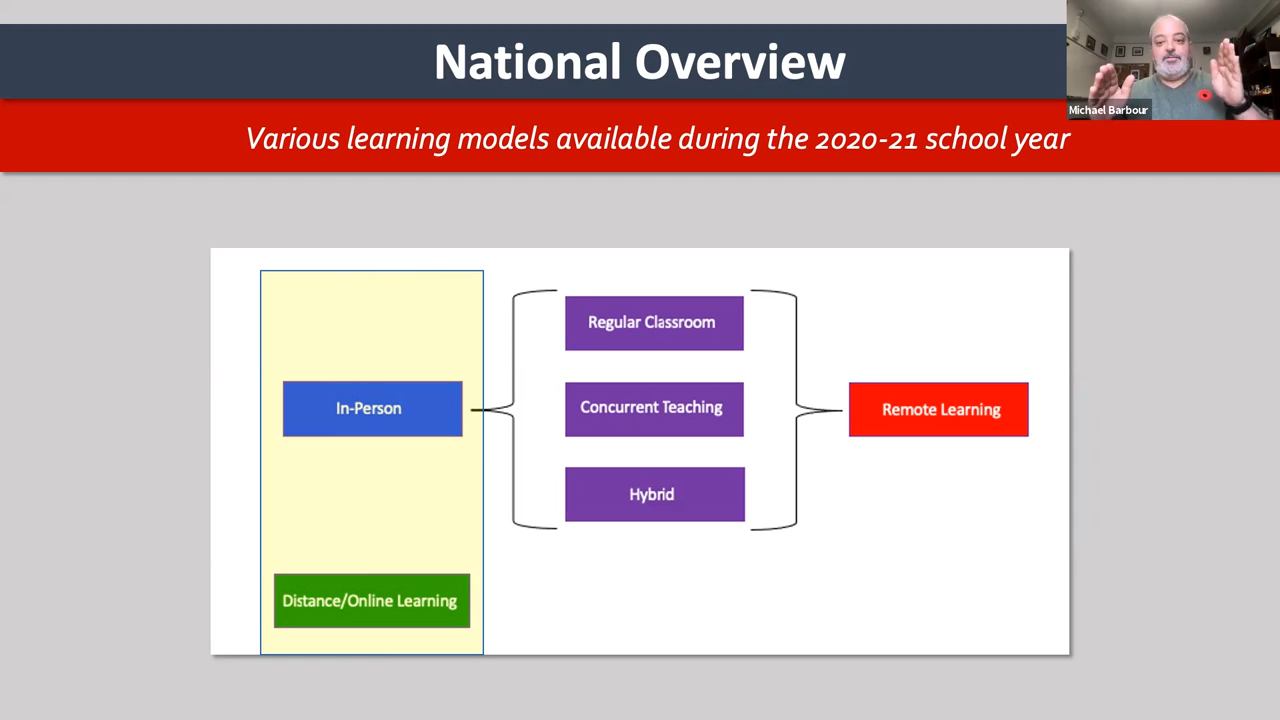 National Overview
Michael Barbour
Various learning models available during the 2020-21 school year
Regular Classroom
In-Person
Concurrent Teaching
Remote Learning
Hybrid
Distance/Online Learning